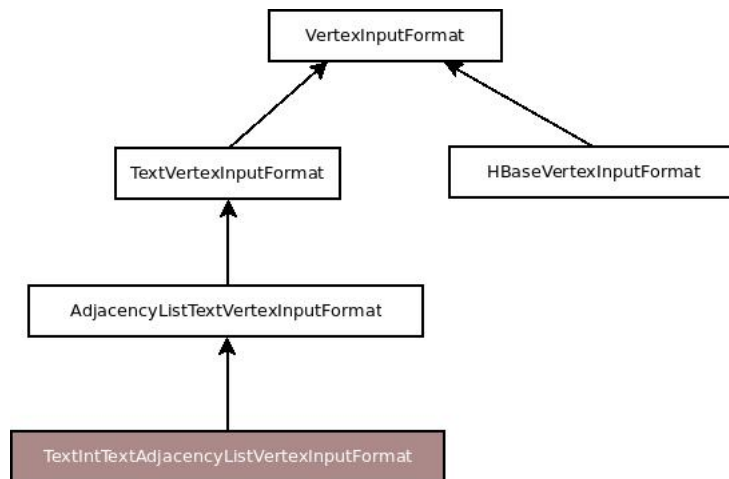 VertexInputFormat
TextVertexInputFormat
HBaseVertexInputFormat
AdjacencyListTextVertexInputFormat
TextIntTextAdjacencyListVertexInputFormat